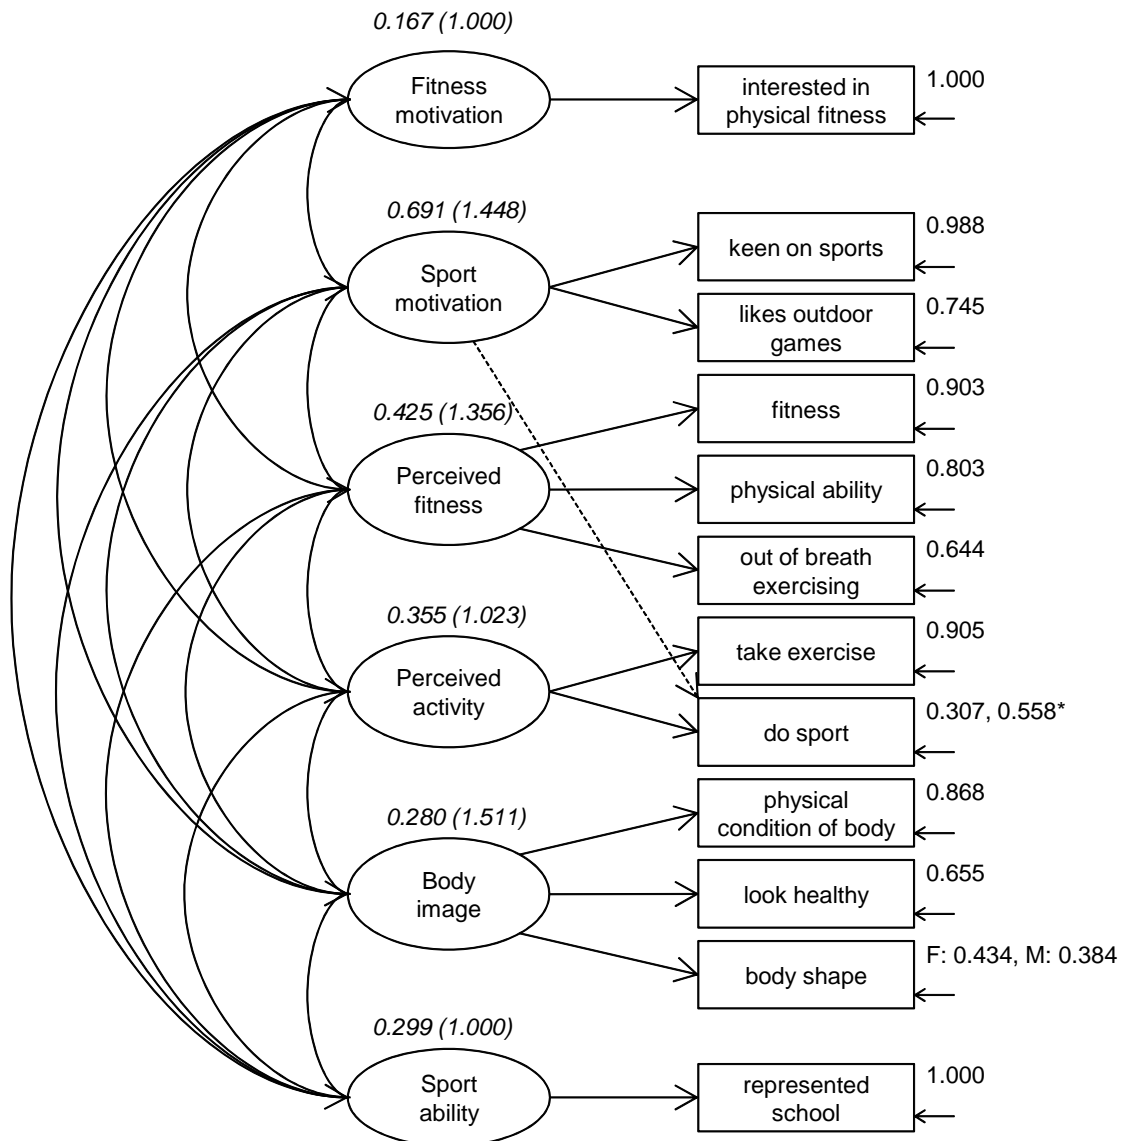 0.167 (1.000)
Fitness
motivation
interested in
physical fitness
1.000
0.691 (1.448)
Sport
motivation
keen on sports
0.988
likes outdoor
games
0.745
0.425 (1.356)
Perceived
fitness
fitness
0.903
physical ability
0.803
out of breath
exercising
0.644
0.355 (1.023)
Perceived
activity
take exercise
0.905
do sport
0.307, 0.558*
0.280 (1.511)
Body
image
physical
condition of body
0.868
look healthy
0.655
body shape
F: 0.434, M: 0.384
0.299 (1.000)
Sport
ability
represented
school
1.000